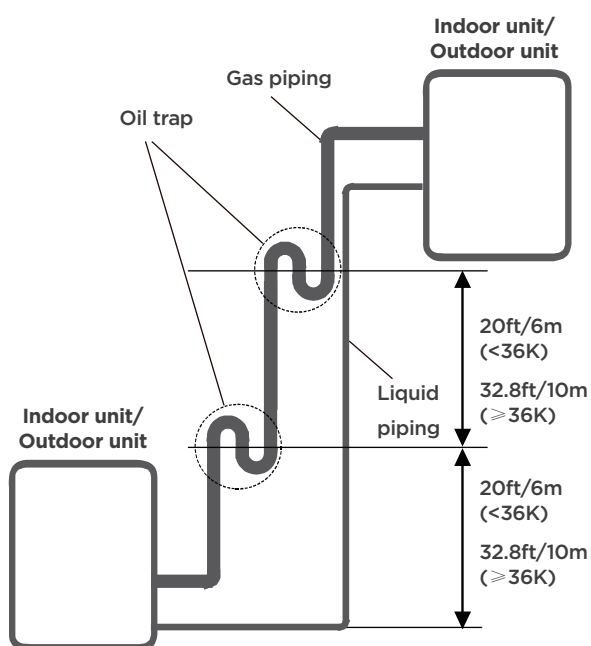 Indoor unit/
Outdoor unit
Gas piping
Oil trap
20ft/6m
(<36K)
32.8ft/10m
(⩾36K)
Liquid
piping
Indoor unit/
Outdoor unit
20ft/6m
(<36K)
32.8ft/10m
(⩾36K)